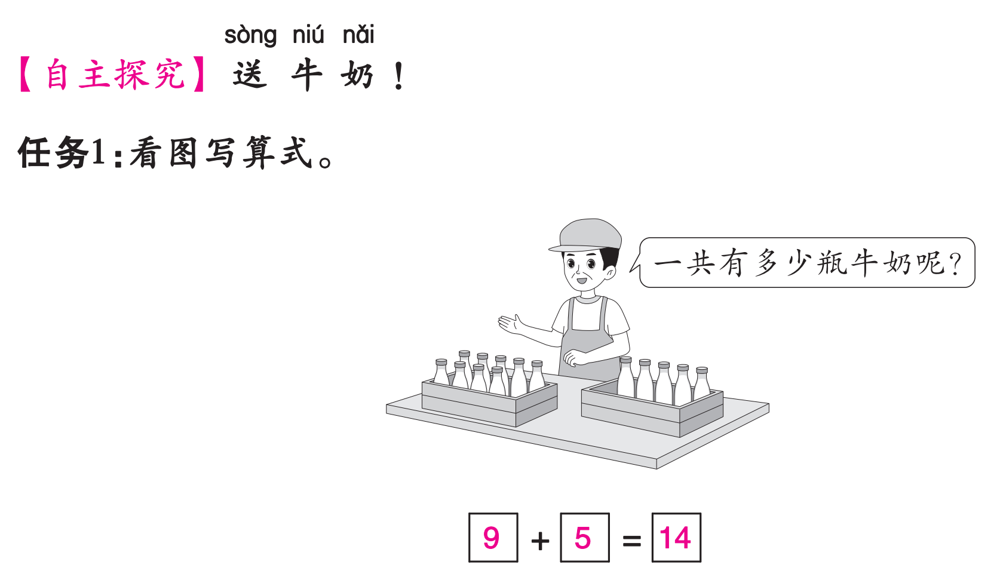 sòng niú nǎi
【自主探究】送牛奶！
任务1：看图写算式。
一共有多少瓶牛奶呢？
9 + 5 = 14